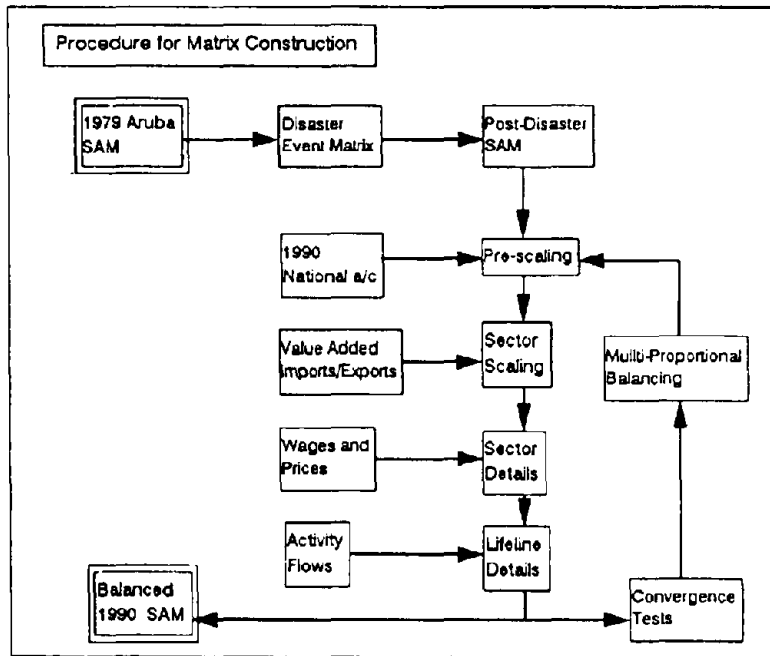 Procedure for Matrix Construction
1979 Aruba
SAM
Disaster
Event Matrix
Post-Disaster
SAM
1990
National a/c
Pre-scaling
Value Added
Imports/Exports
Sector
Scaling
Muilti-Proportional
Balancing
Wages and
Prices
Sector
Details
Activity
Flows
Lifeline
Details
Balanced
1990 SAM
Convergence
Tests